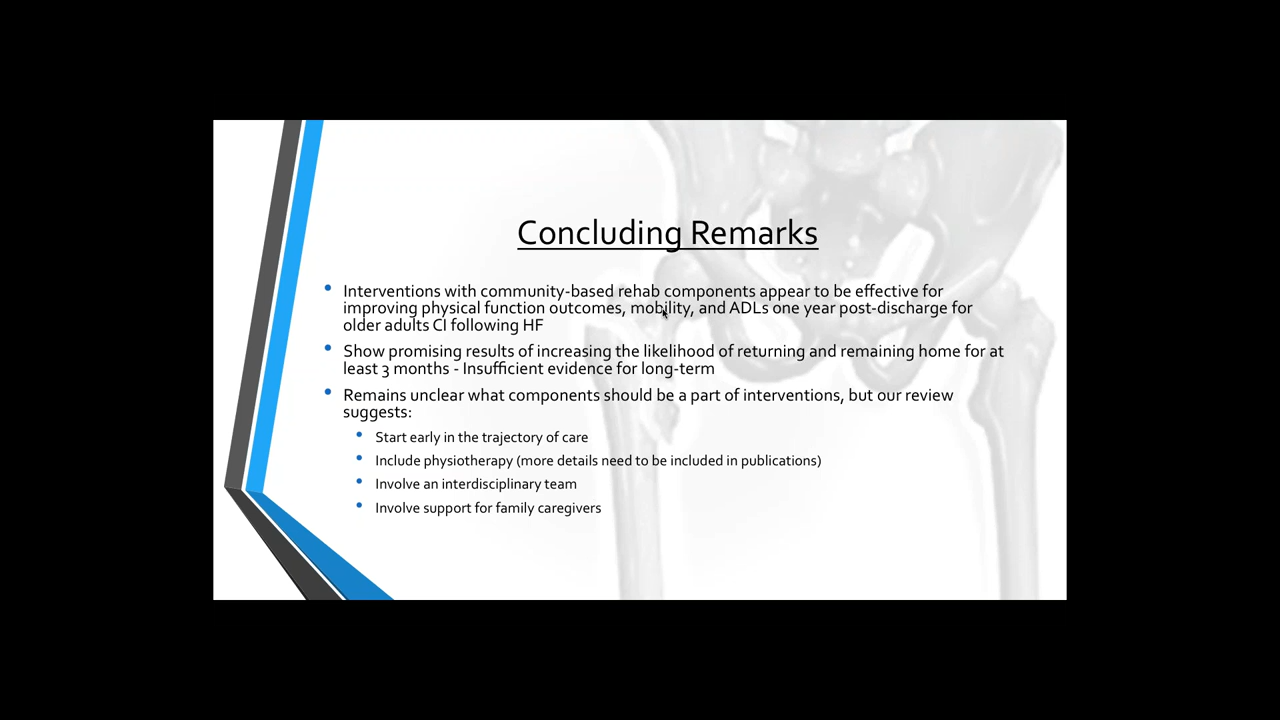 Concluding Remarks
• Interventions with community-based rehab components appear to be effective for
improving physical function outcomes, mobility, and ADLs one year post-discharge for
older adults CI following HF
• Show promising results of increasing the likelihood of returning and remaining home for at
least 3 months - Insufficient evidence for long-term
• Remains unclear what components should be a part of interventions, but our review
suggests:
• Start early in the trajectory of care
• Include physiotherapy (more details need to be included in publications)
• Involve an interdisciplinary team
• Involve support for family caregivers